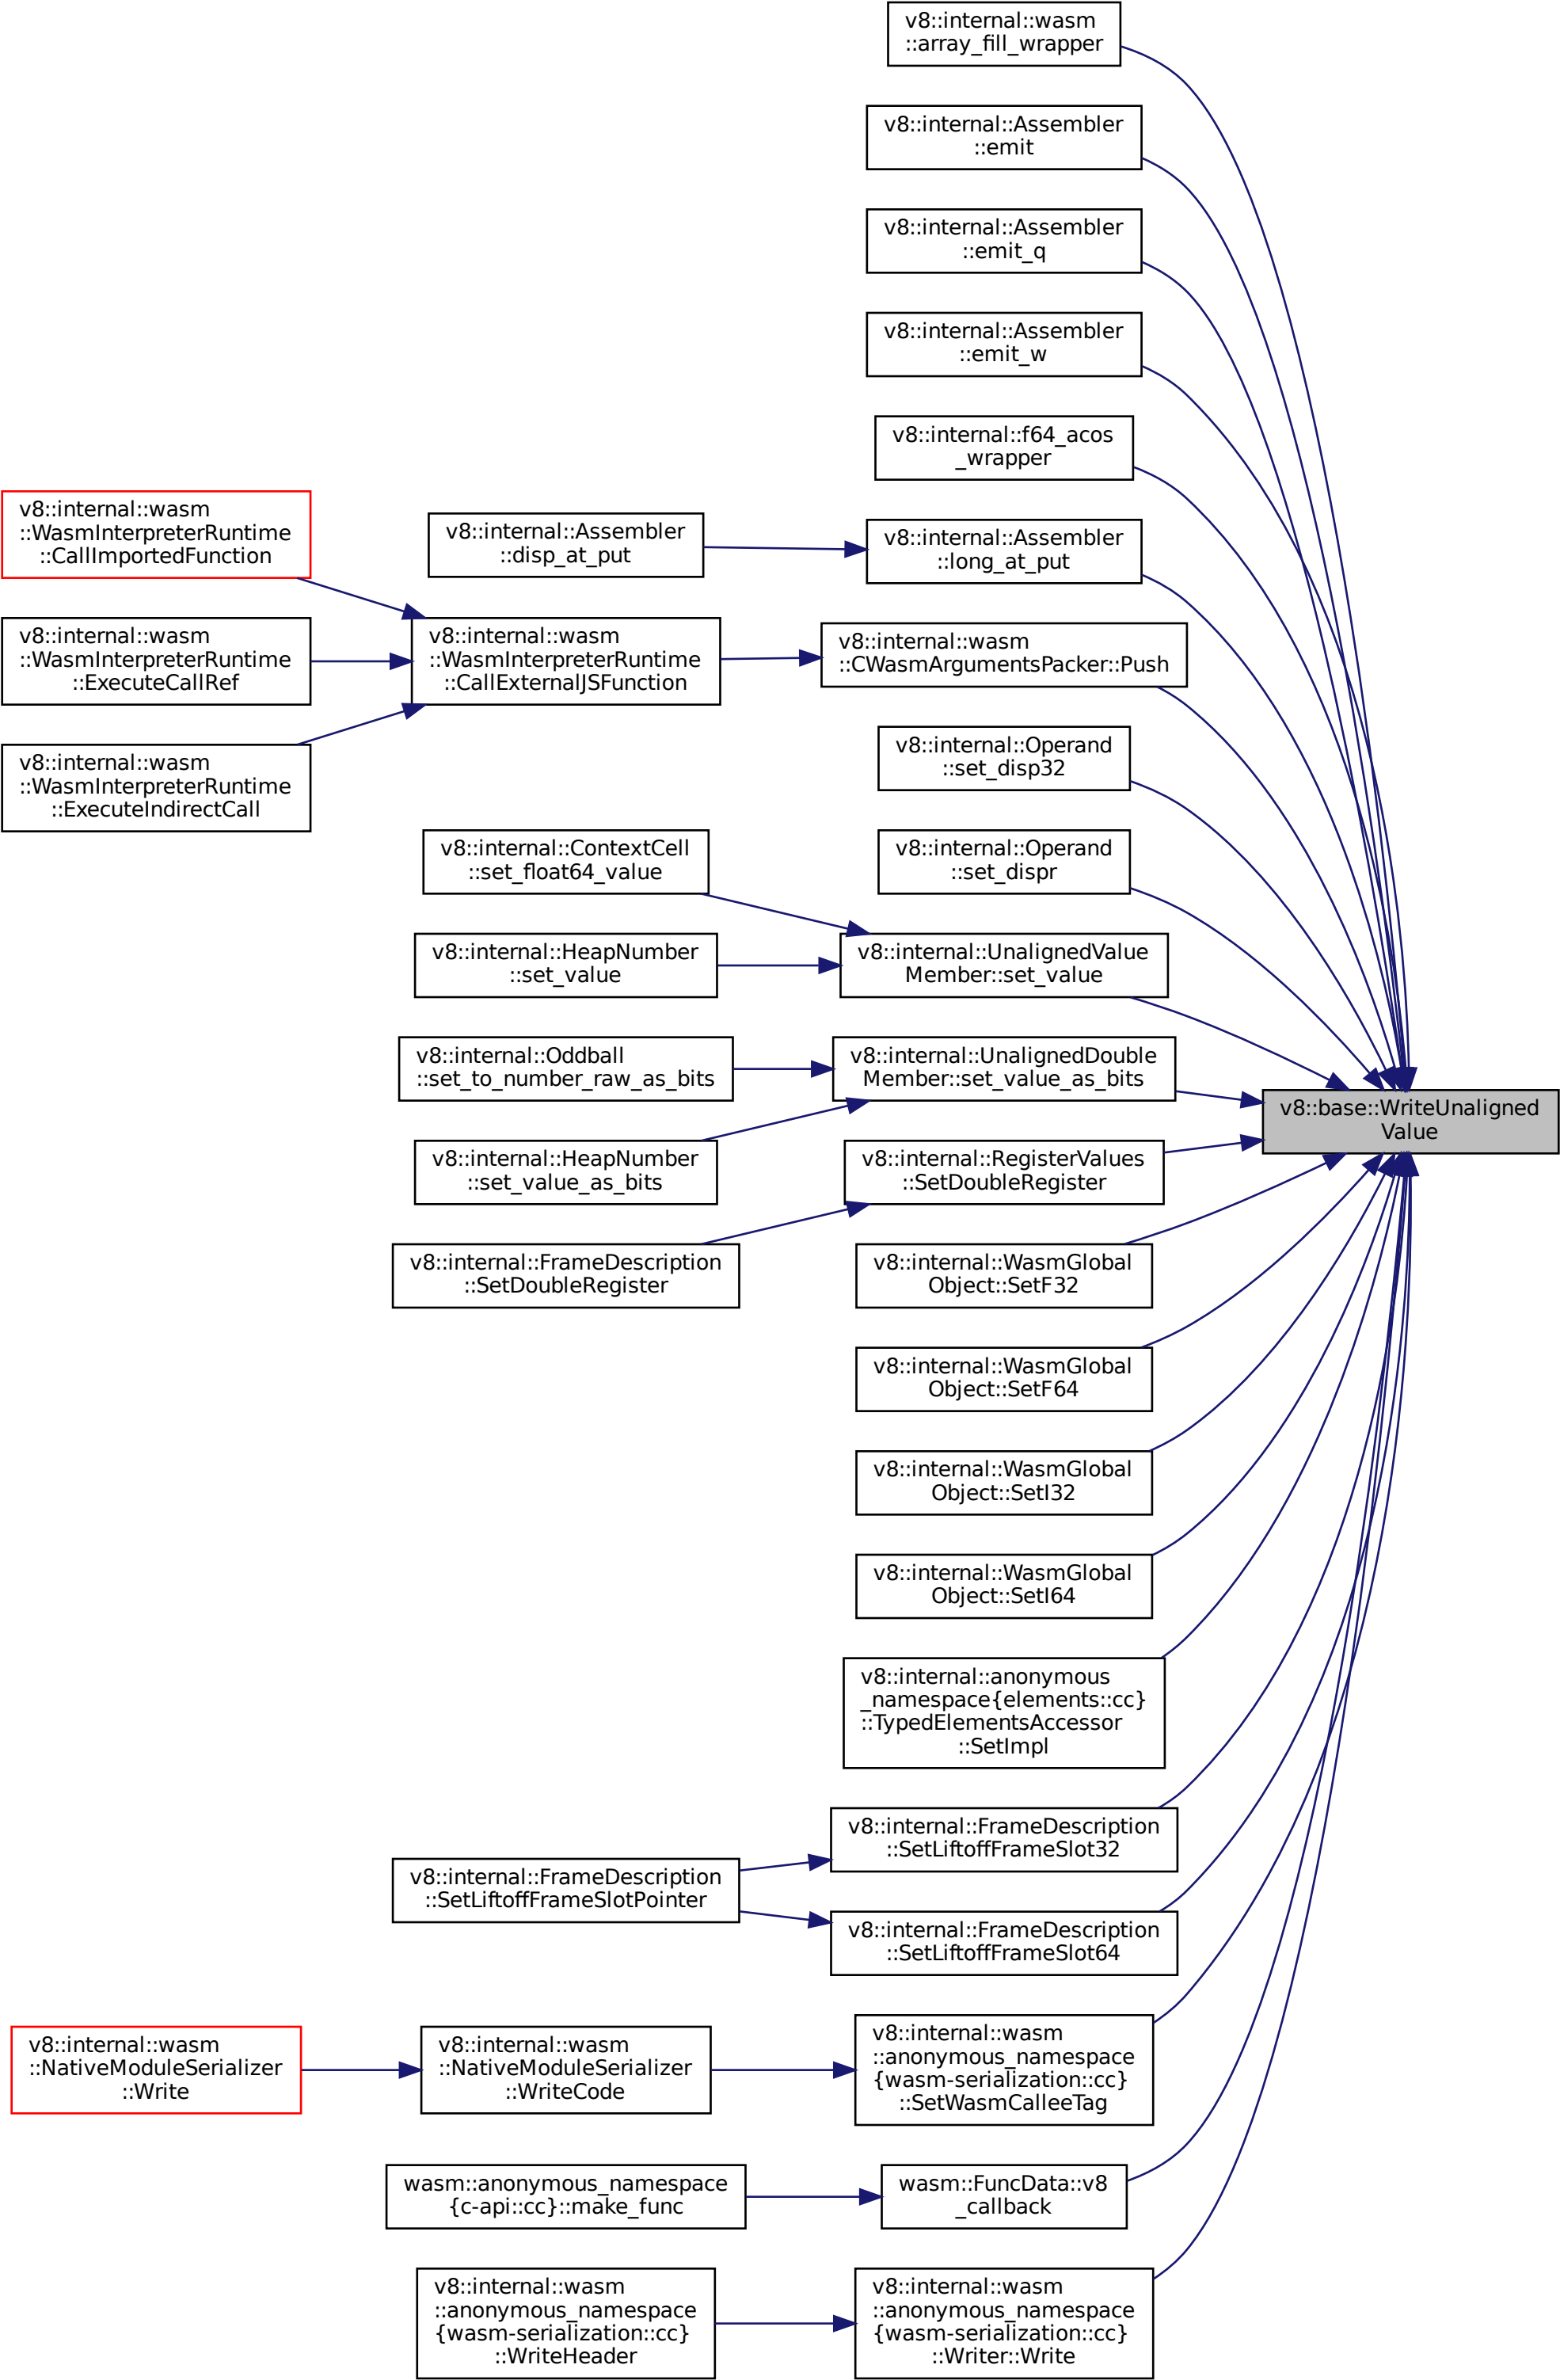 v8::internal::wasm
::array_fill_wrapper
v8::internal::Assembler
::emit
v8::internal::Assembler
::emit_q
v8::internal::Assembler
::emit_w
v8::internal::f64_acos
_wrapper
v8::internal::wasm
::WasmInterpreterRuntime
::CallImportedFunction
v8::internal::Assembler
::disp_at_put
v8::internal::Assembler
::long_at_put
v8::internal::wasm
::WasmInterpreterRuntime
::ExecuteCallRef
v8::internal::wasm
::WasmInterpreterRuntime
::CallExternalJSFunction
v8::internal::wasm
::CWasmArgumentsPacker::Push
v8::internal::wasm
::WasmInterpreterRuntime
::ExecuteIndirectCall
v8::internal::Operand
::set_disp32
v8::internal::ContextCell
::set_float64_value
v8::internal::Operand
::set_dispr
v8::internal::HeapNumber
::set_value
v8::internal::UnalignedValue
Member::set_value
v8::internal::Oddball
::set_to_number_raw_as_bits
v8::internal::UnalignedDouble
Member::set_value_as_bits
v8::base::WriteUnaligned
Value
v8::internal::HeapNumber
::set_value_as_bits
v8::internal::RegisterValues
::SetDoubleRegister
v8::internal::FrameDescription
::SetDoubleRegister
v8::internal::WasmGlobal
Object::SetF32
v8::internal::WasmGlobal
Object::SetF64
v8::internal::WasmGlobal
Object::SetI32
v8::internal::WasmGlobal
Object::SetI64
v8::internal::anonymous
_namespace{elements::cc}
::TypedElementsAccessor
::SetImpl
v8::internal::FrameDescription
::SetLiftoffFrameSlot32
v8::internal::FrameDescription
::SetLiftoffFrameSlotPointer
v8::internal::FrameDescription
::SetLiftoffFrameSlot64
v8::internal::wasm
::NativeModuleSerializer
::Write
v8::internal::wasm
::NativeModuleSerializer
::WriteCode
v8::internal::wasm
::anonymous_namespace
{wasm-serialization::cc}
::SetWasmCalleeTag
wasm::anonymous_namespace
{c-api::cc}::make_func
wasm::FuncData::v8
_callback
v8::internal::wasm
::anonymous_namespace
{wasm-serialization::cc}
::WriteHeader
v8::internal::wasm
::anonymous_namespace
{wasm-serialization::cc}
::Writer::Write